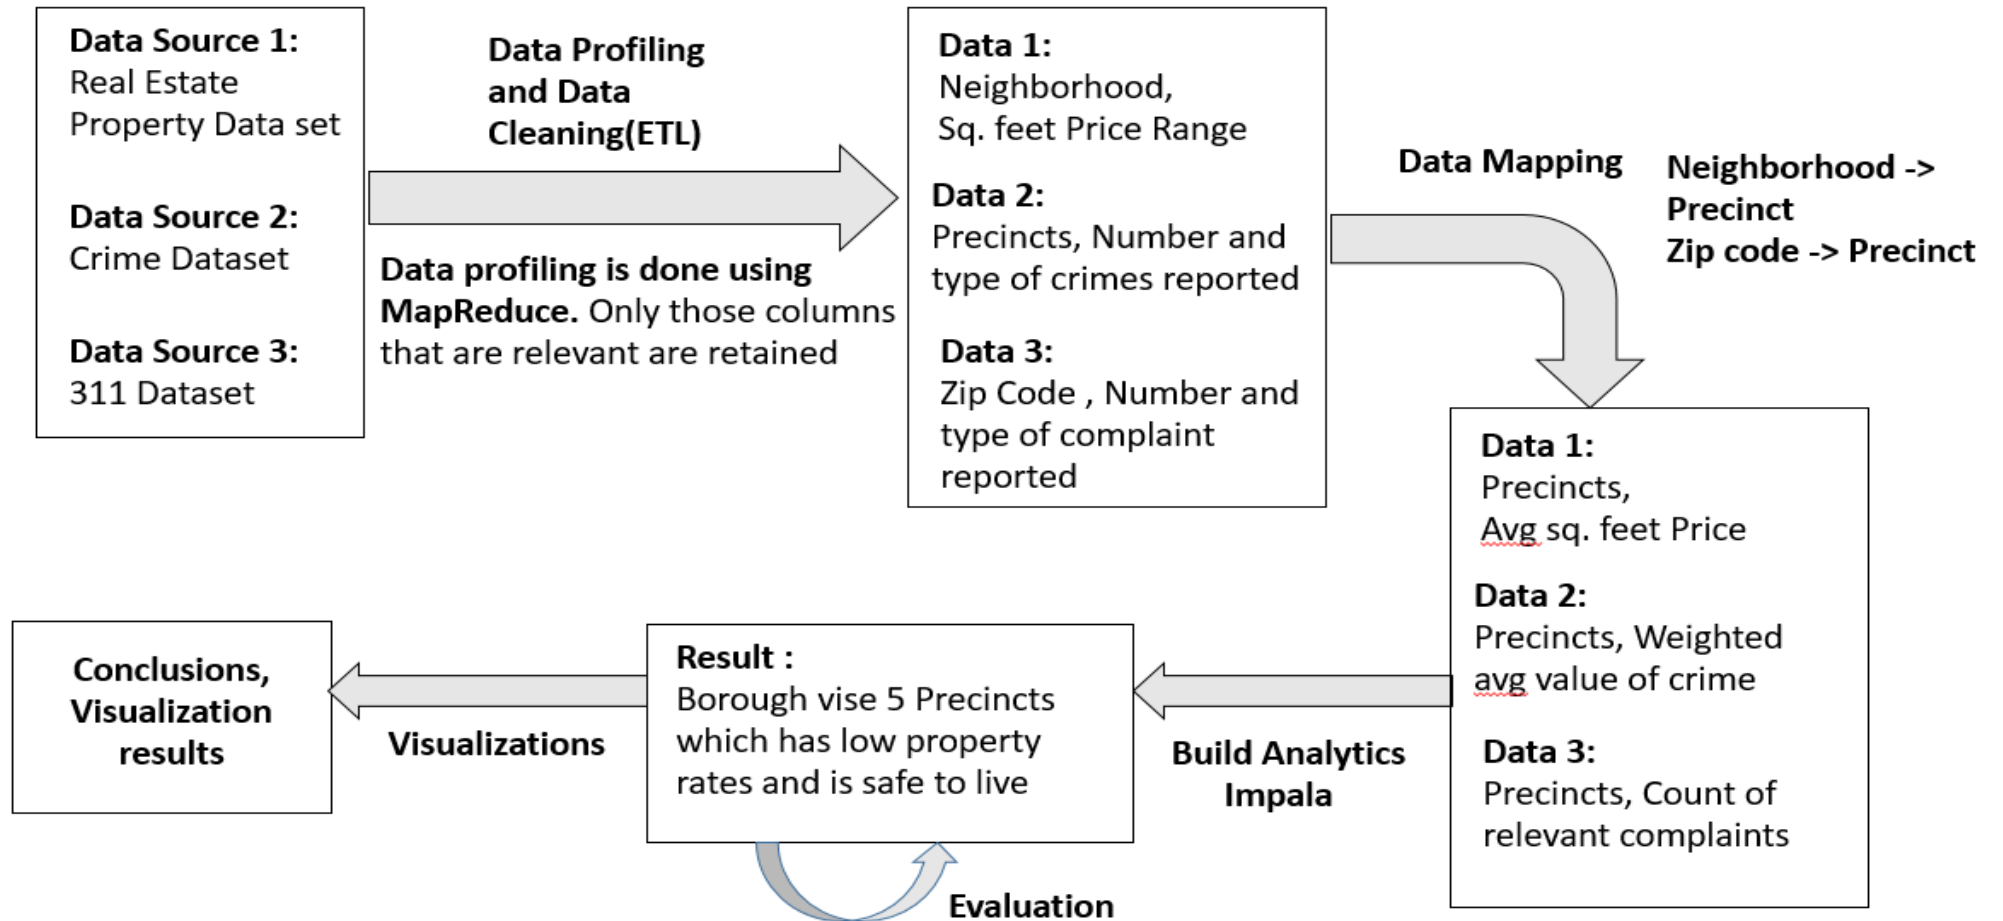 Data Source 1:
Real Estate
Property Data set
Data Source 2:
Crime Dataset
Data Source 3:
311 Dataset
Data Profiling
and Data
Cleaning(ETL)
Data profiling is done using
MapReduce. Only those columns
that are relevant are retained
Data 1:
Neighborhood,
Sq. feet Price Range
Data 2:
Precincts, Number and
type of crimes reported
Data 3:
Zip Code , Number and
type of complaint
reported
Data Mapping
Neighborhood ->
Precinct
Zip code -> Precinct
Data 1:
Precincts,
Avg sq. feet Price
Data 2:
Precincts, Weighted
avg value of crime
Data 3:
Precincts, Count of
relevant complaints
Build Analytics
Impala
Result :
Borough vise 5 Precincts
which has low property
rates and is safe to live
Evaluation
Visualizations
Conclusions,
Visualization
results